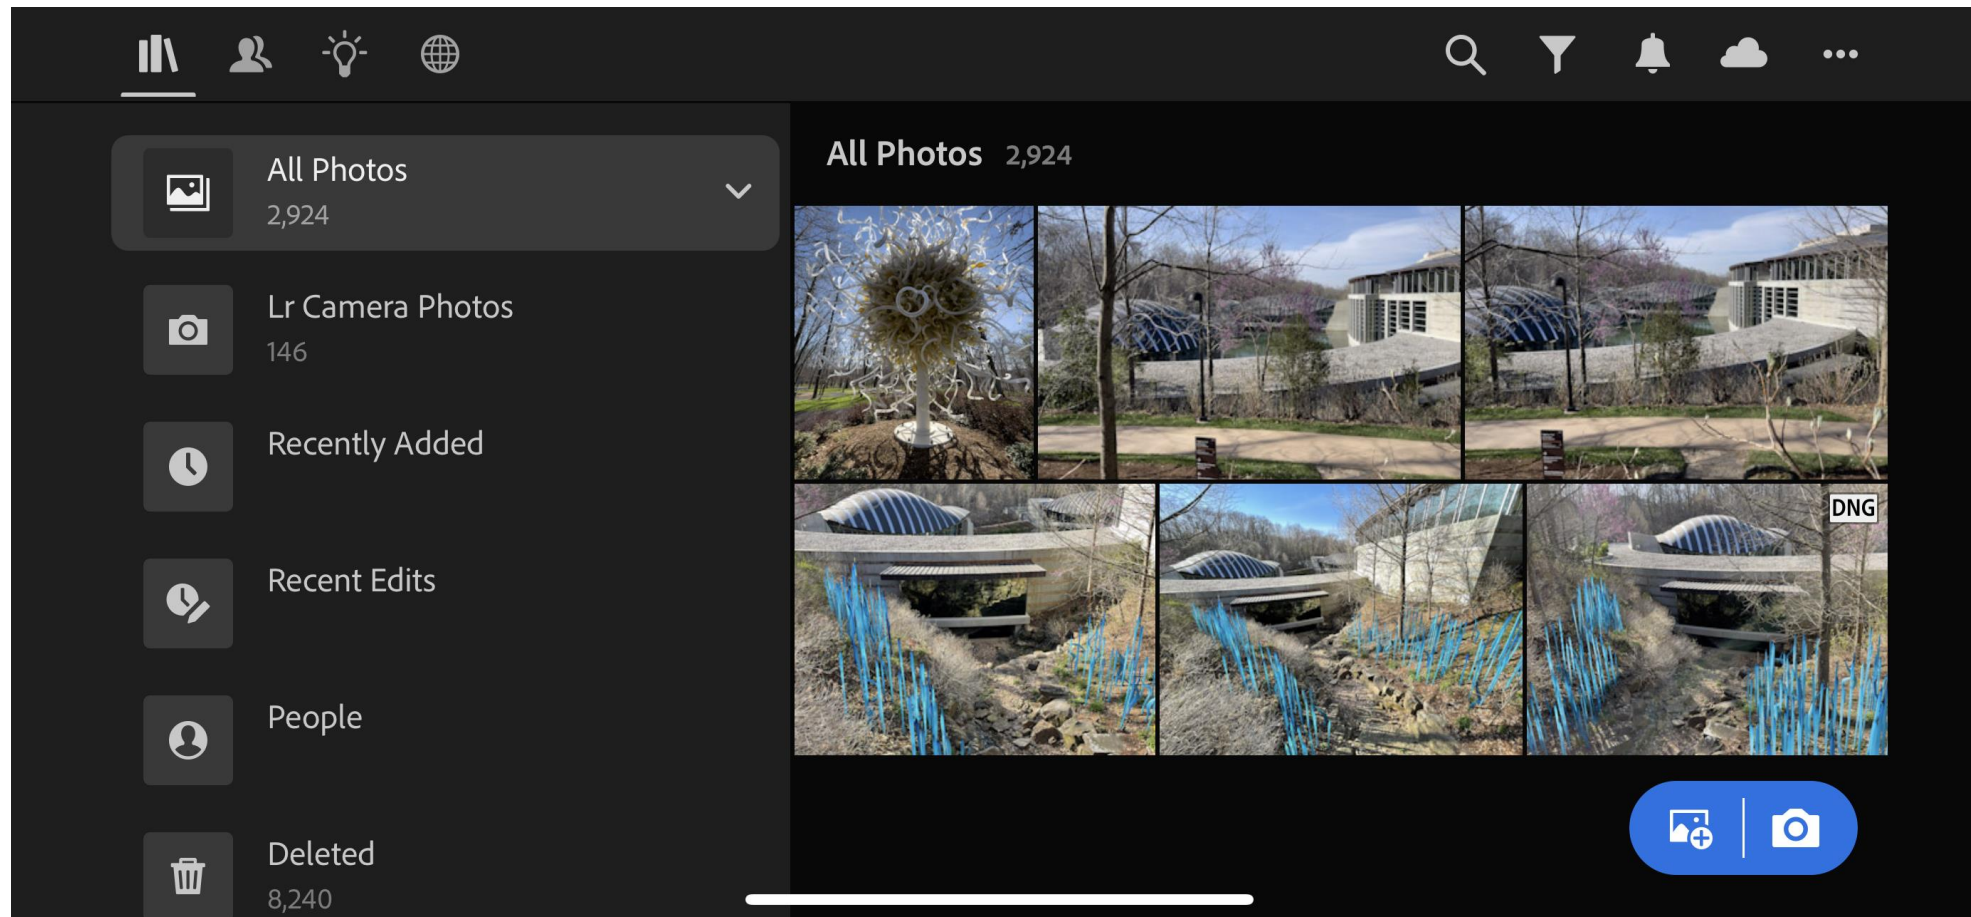 All Photos
2,924
Lr Camera Photos
146
Recently Added
Recent Edits
People
Deleted
8,240
All Photos 2,924
DNG